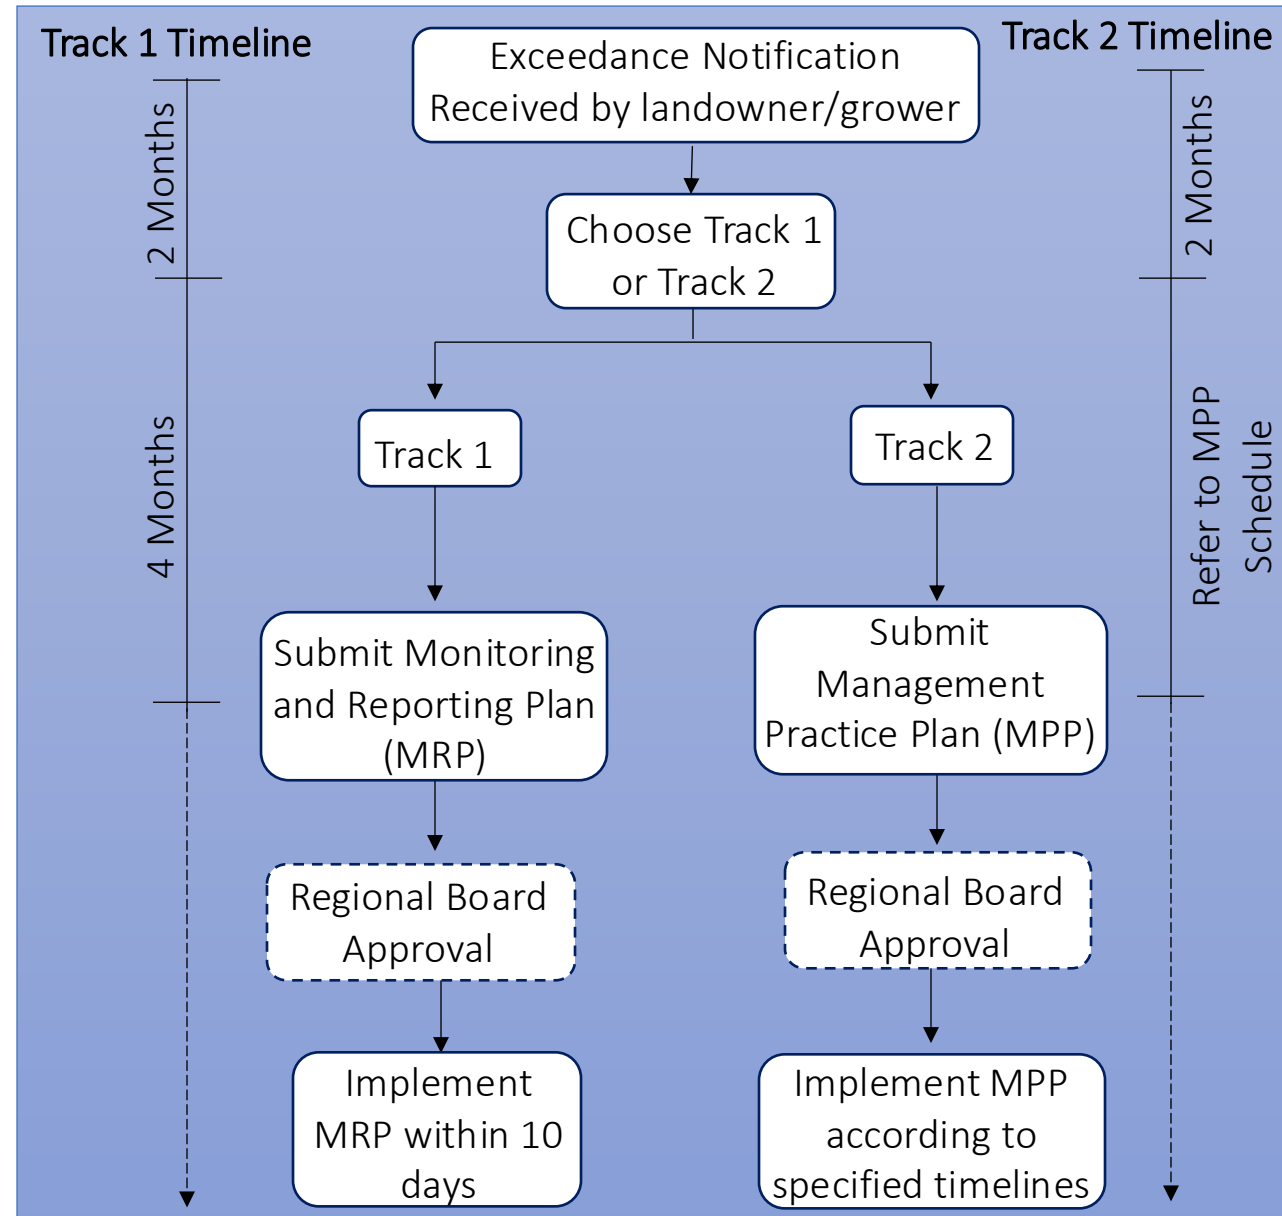 Track 1 Timeline
Exceedance Notification
Received by landowner/grower
Track 2 Timeline
2 Months
2 Months
Choose Track 1
or Track 2
4 Months
Refer to MPP
Schedule
Track 1
Track 2
Submit Monitoring
and Reporting Plan
(MRP)
Submit
Management
Practice Plan (MPP)
Regional Board
Approval
Regional Board
Approval
Implement
MRP within 10
days
Implement MPP
according to
specified timelines